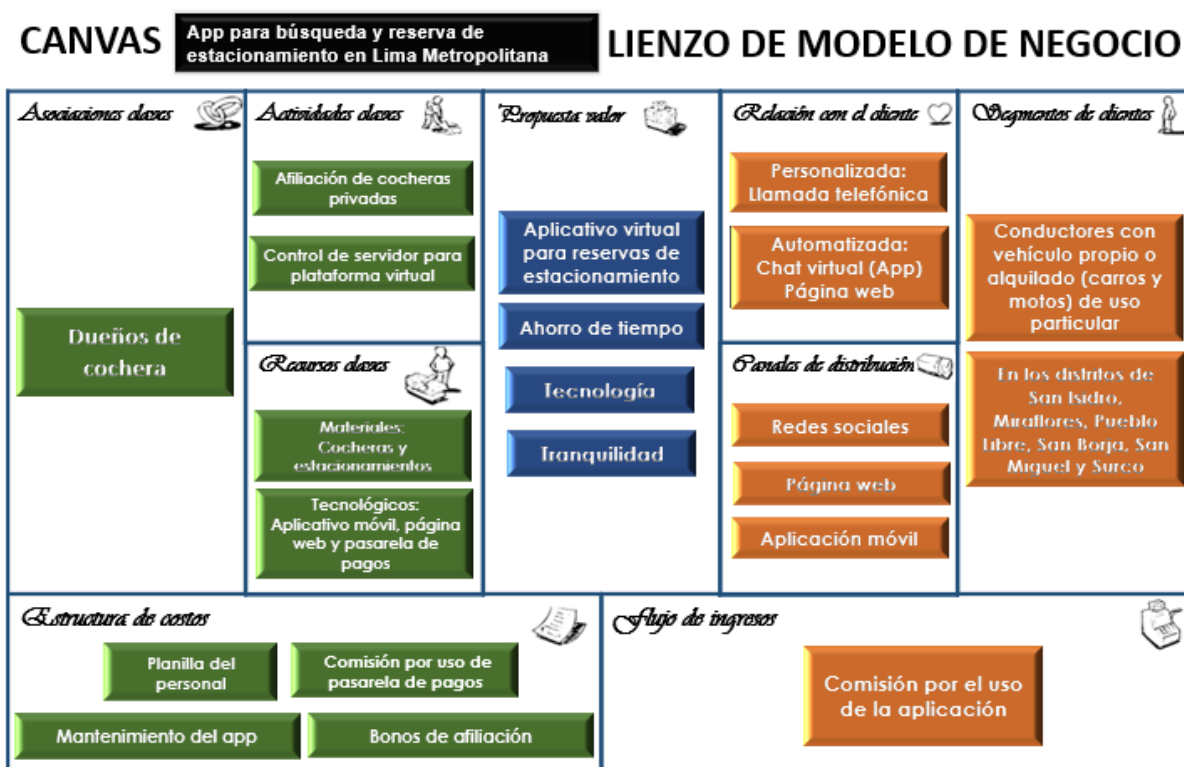 CANVAS
App para búsqueda y reserva de
estacionamiento en Lima Metropolitana
LIENZO DE MODELO DE NEGOCIO
Asociaciones claves
Dueños de
cochera
Actividades claves
Afiliación de cocheras
privadas
Control de servidor para
plataforma virtual
Recursos claves
Materiales:
Cocheras y
estacionamientos
Tecnológicos:
Aplicativo móvil, página
web y pasarela de
pagos
Propuesta valor
Aplicativo virtual
para reservas de
estacionamiento
Ahorro de tiempo
Tecnología
Tranquilidad
Relación con el cliente
Personalizada:
Llamada telefónica
Automatizada:
Chat virtual (App)
Página web
Canales de distribución
Redes sociales
Página web
Aplicación móvil
Segmentos de clientes
Conductores con
vehículo propio o
alquilado (carros y
motos) de uso
particular
En los distritos de
San Isidro,
Miraflores, Pueblo
Libre, San Borja, San
Miguel y Surco
Estructura de costos
Planilla del
personal
Comisión por uso de
pasarela de pagos
Mantenimiento del app
Bonos de afiliación
Flujo de ingresos
Comisión por el uso
de la aplicación